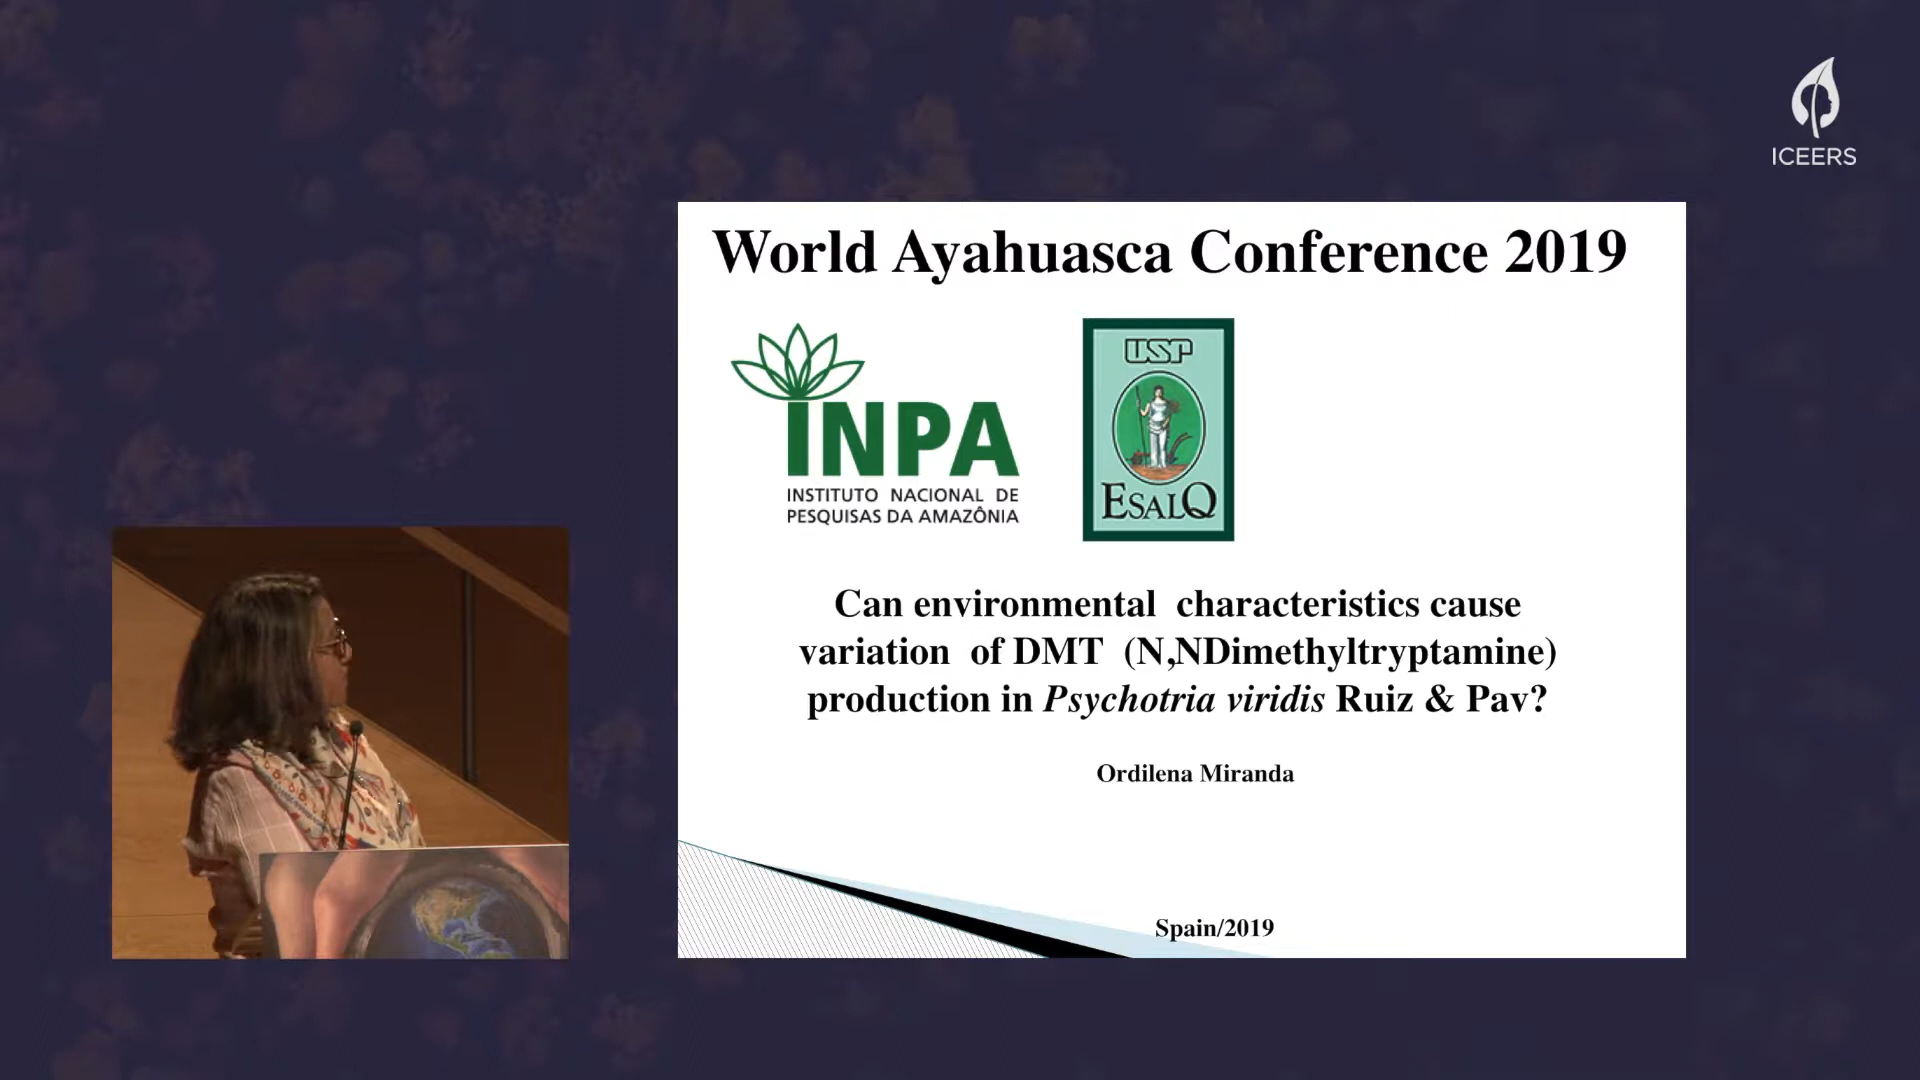 ICEERS
World Ayahuasca Conference 2019
INPA
INSTITUTO NACIONAL DE
PESQUISAS DA AMAZÔNIA
USP
ESALQ
Can environmental characteristics cause
variation of DMT (N,NDimethyltryptamine)
production in Psychotria viridis Ruiz & Pav?
Ordilena Miranda
Spain/2019